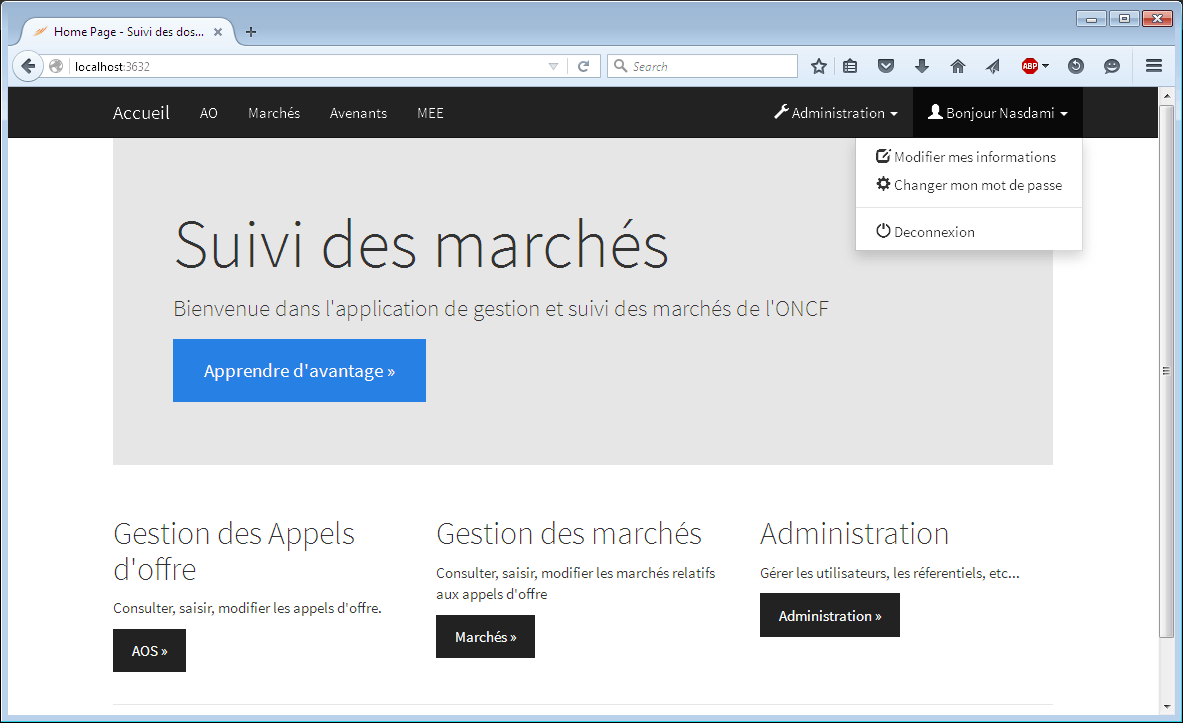 Home Page - Suivi des dos...
localhost:3632
Search
ABP
Accueil AO Marchés Avenants MEE Administration Bonjour Nasdami
Modifier mes informations
Changer mon mot de passe
Deconnexion
Suivi des marchés
Bienvenue dans l'application de gestion et suivi des marchés de l'ONCF
Apprendre d'avantage »
Gestion des Appels
d'offre
Consulter, saisir, modifier les appels d'offre.
AOS »
Gestion des marchés
Consulter, saisir, modifier les marchés relatifs
aux appels d'offre
Marchés »
Administration
Gérer les utilisateurs, les réferentiels, etc...
Administration »